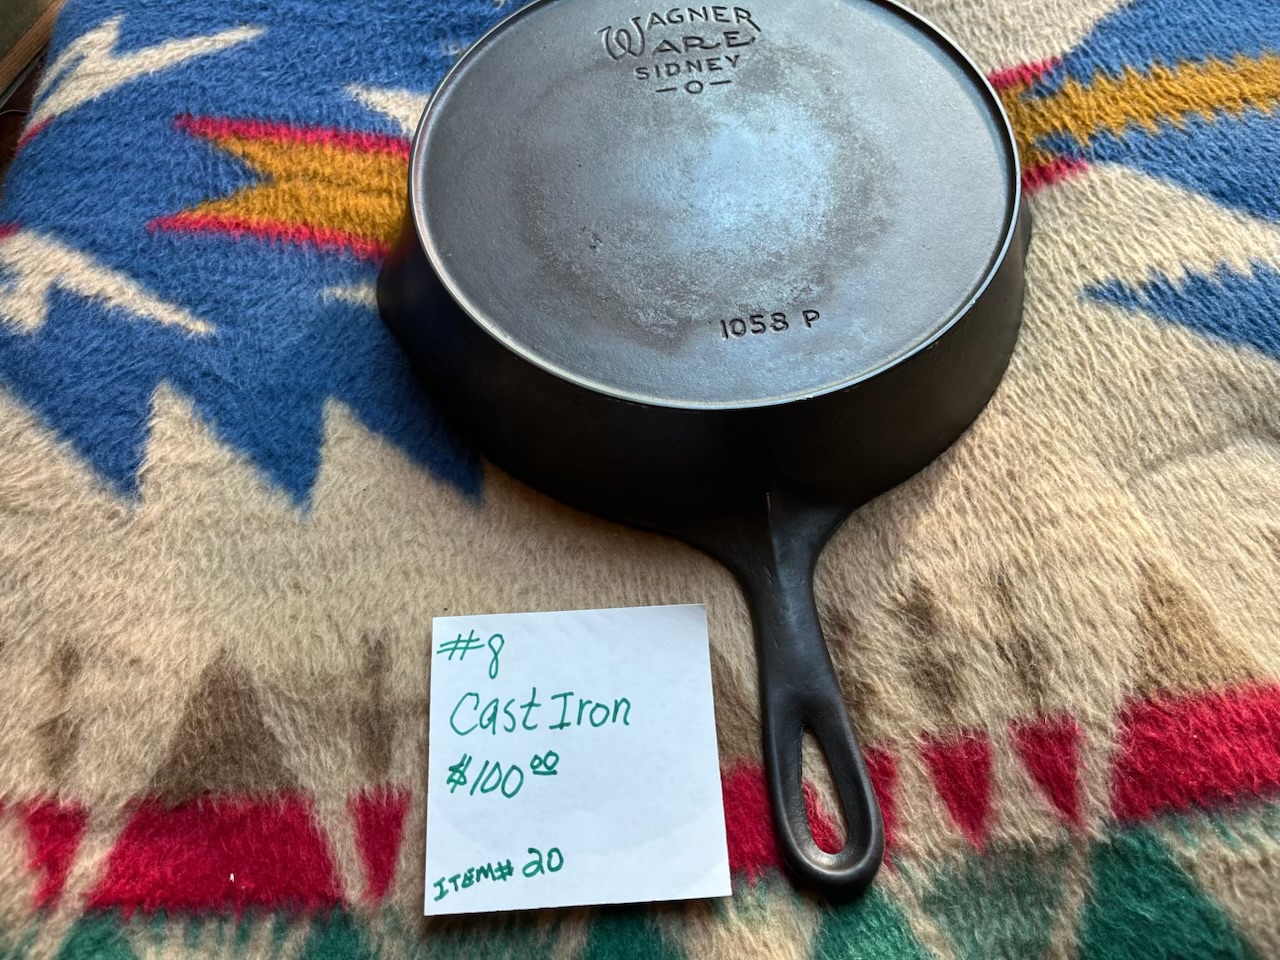 WAGNER
WARE
SIDNEY
-O-
1058 P
#8
Cast Iron
$100.00
ITEM# 20